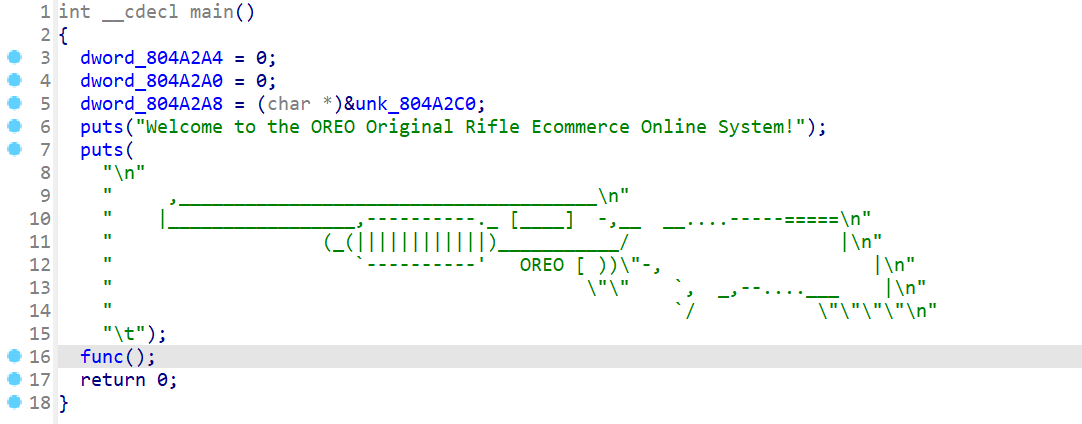 1 int __cdecl main()
2 {
3   dword_804A2A4 = 0;
4   dword_804A2A0 = 0;
5   dword_804A2A8 = (char *)&unk_804A2C0;
6   puts("Welcome to the OREO Original Rifle Ecommerce Online System!");
7   puts(
8     "\n"
9     "     ,______________________________________\n"
10     "    |_________________,----------._ [____]  -,__  __....-----=====\n"
11     "                   (_(||||||||||||)___________/                   |\n"
12     "                      `----------'   OREO [ ))\"-,                   |\n"
13     "                                           \"\"    `,  _,--....___    |\n"
14     "                                                   `/           \"\"\"\"\n"
15     "\t");
16   func();
17   return 0;
18 }